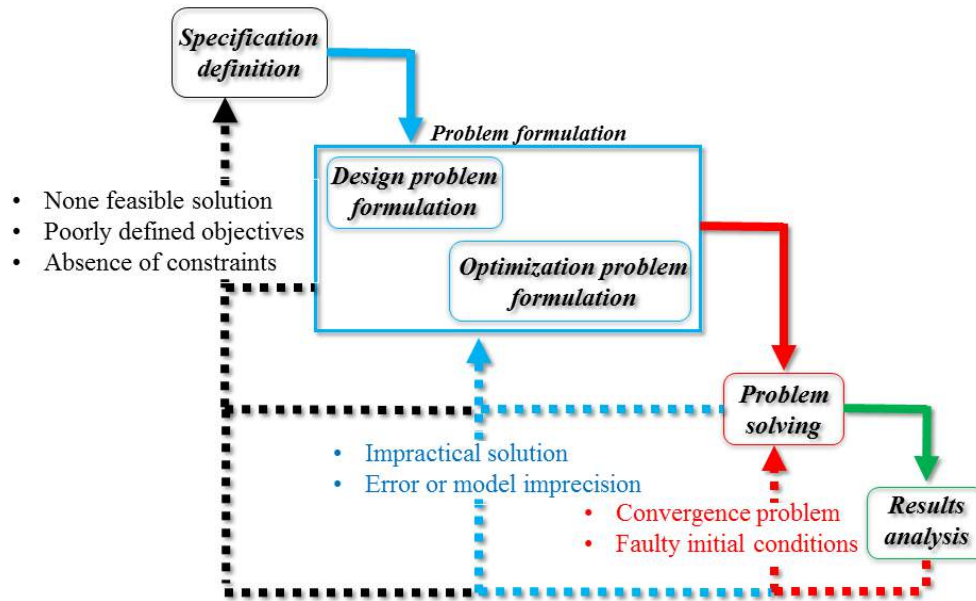 Specification
definition
Problem formulation
Design problem
formulation
• None feasible solution
• Poorly defined objectives
• Absence of constraints
Optimization problem
formulation
Problem
solving
• Impractical solution
• Error or model imprecision
• Convergence problem
• Faulty initial conditions
Results
analysis